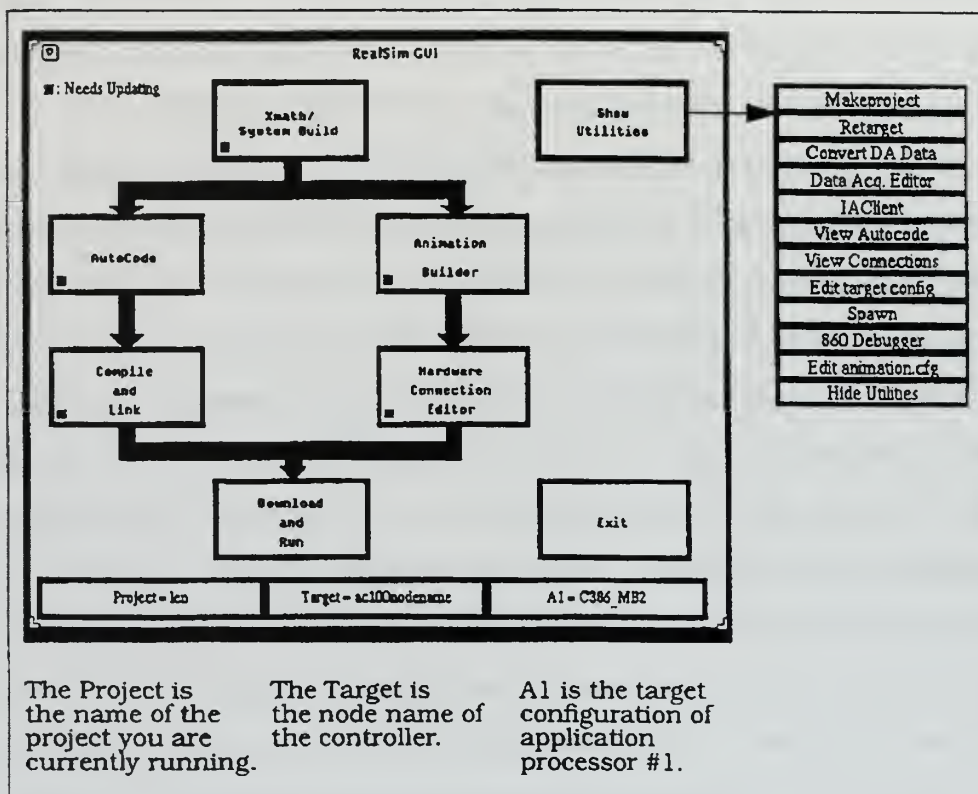 RealSim GUI
: Needs Updating
Xmath/
System Build
Show
Utilities
AutoCode
Animation
Builder
Compile
and
Link
Hardware
Connection
Editor
Download
and
Run
Exit
Project = len
Target = ac100nodename
A1 = C386_MB2
Makeproject
Retarget
Convert DA Data
Data Acq. Editor
IAClient
View Autocode
View Connections
Edit target config
Spawn
860 Debugger
Edit animation.cfg
Hide Utilities
The Project is
the name of the
project you are
currently running.
The Target is
the node name of
the controller.
A1 is the target
configuration of
application
processor #1.